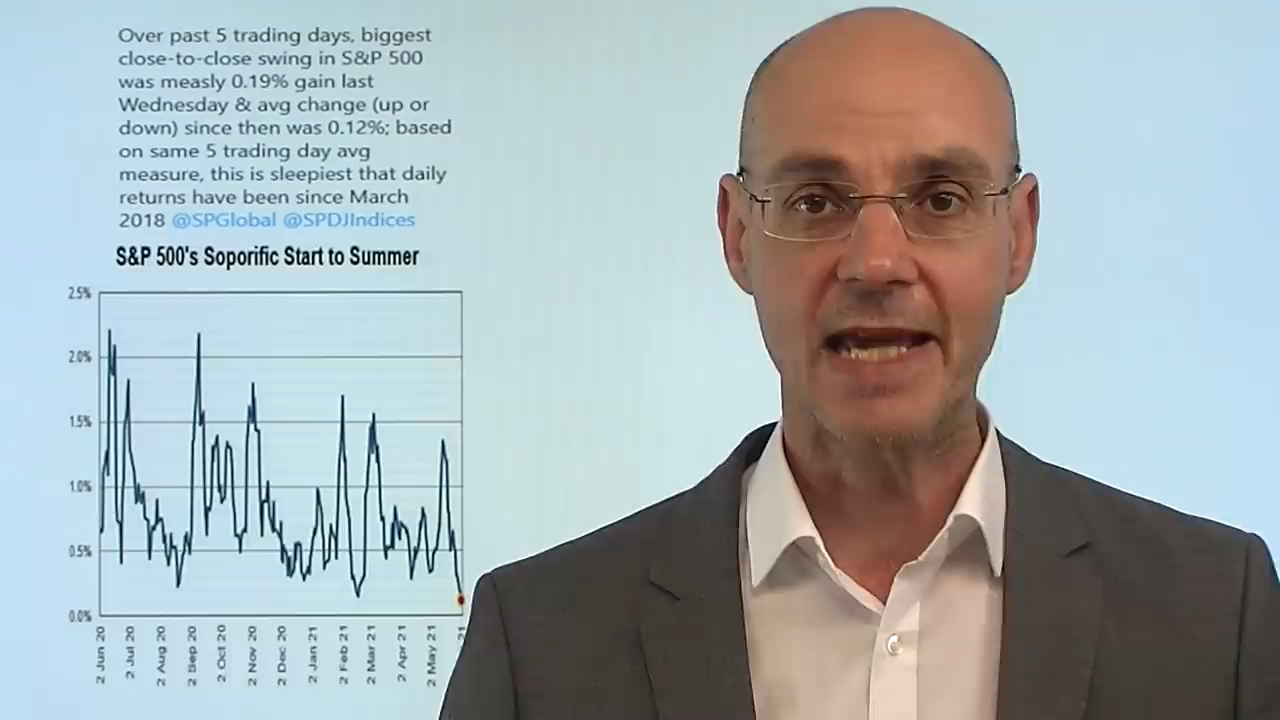 Over past 5 trading days, biggest
close-to-close swing in S&P 500
was measly 0.19% gain last
Wednesday & avg change (up or
down) since then was 0.12%; based
on same 5 trading day avg
measure, this is sleepiest that daily
returns have been since March
2018 @SPGlobal @SPDJIndices
S&P 500's Soporific Start to Summer
2.5%
2.0%
1.5%
1.0%
0.5%
0.0%
2 Jun 20
2 Jul 20
2 Aug 20
2 Sep 20
2 Oct 20
2 Nov 20
2 Dec 20
2 Jan 21
2 Feb 21
2 Mar 21
2 Apr 21
2 May 21
21